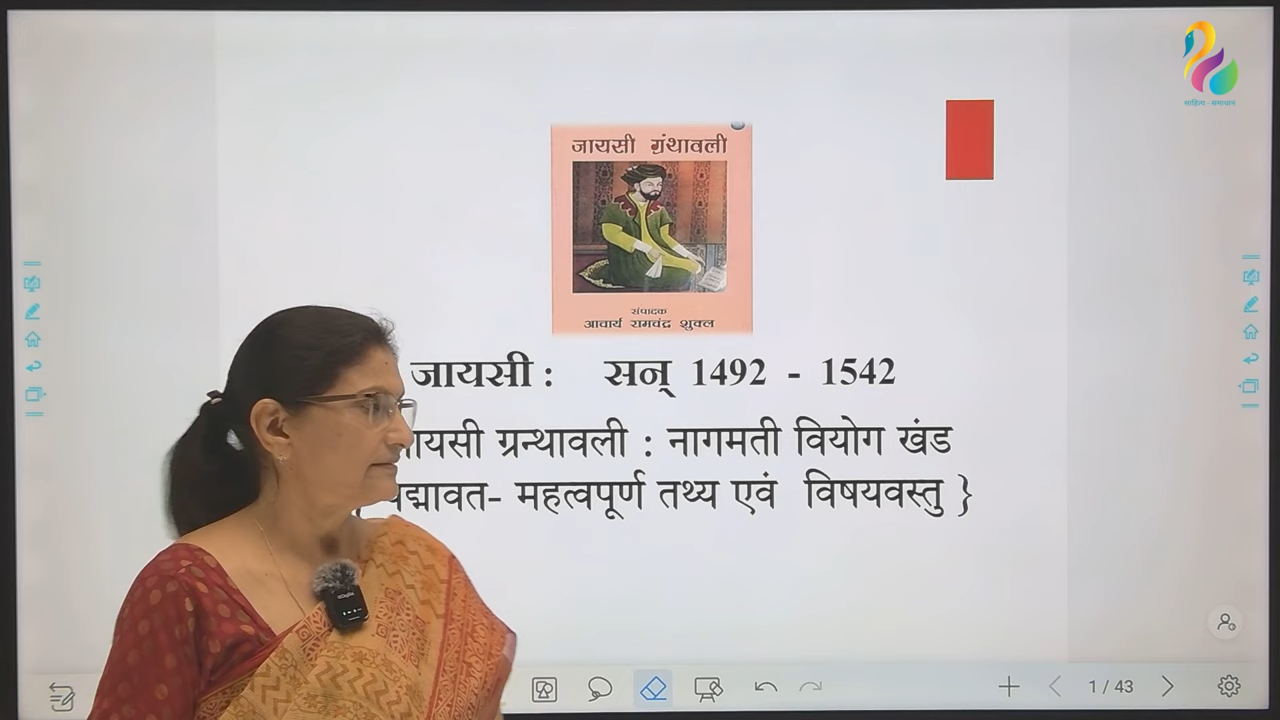 साहित्य - समाधान
जायसी ग्रंथावली
संपादक
आचार्य रामचंद्र शुक्ल
जायसी : सन् 1492 - 1542
ायसी ग्रन्थावली : नागमती वियोग खंड
पद्मावत- महत्वपूर्ण तथ्य एवं विषयवस्तु }
1 / 43